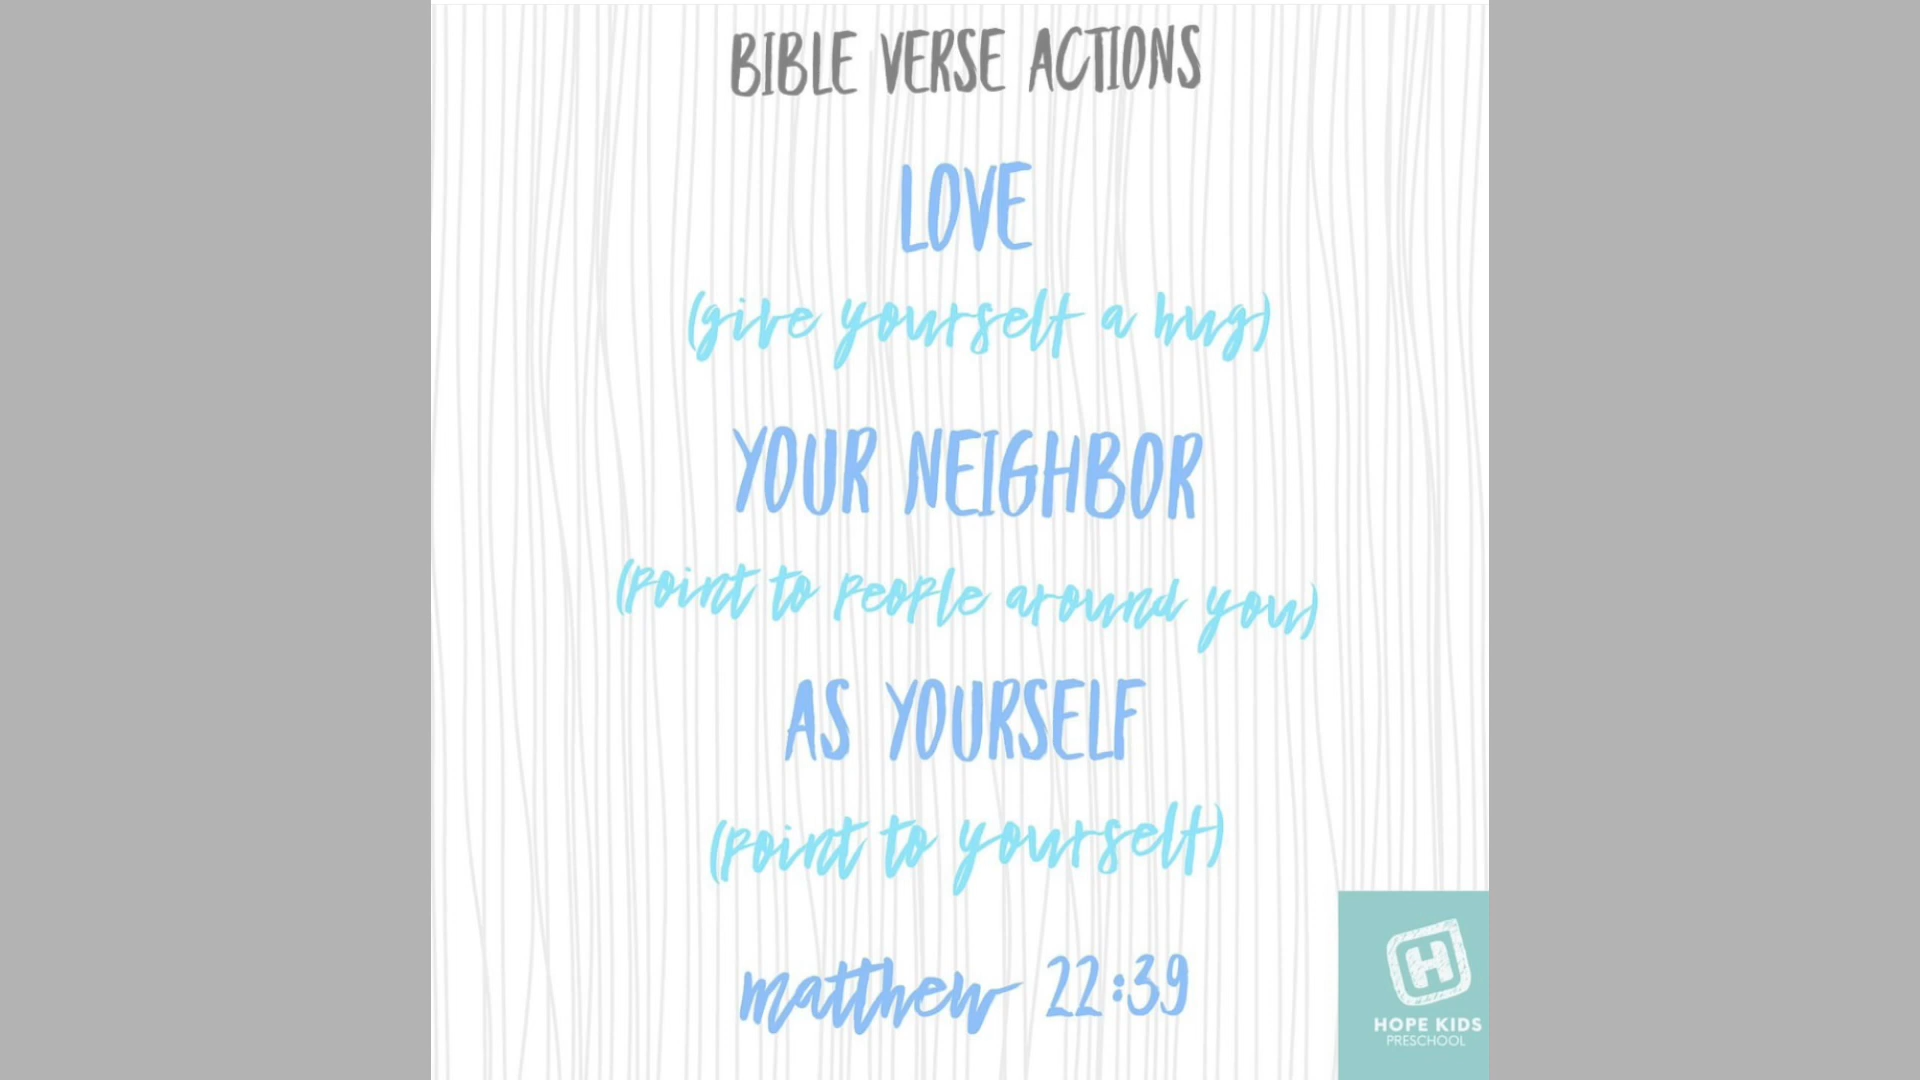 BIBLE VERSE ACTIONS
LOVE
(give yourself a hug)
YOUR NEIGHBOR
(point to people around you)
AS YOURSELF
(point to yourself)
matthew 22:39
H
HOPE KIDS
PRESCHOOL